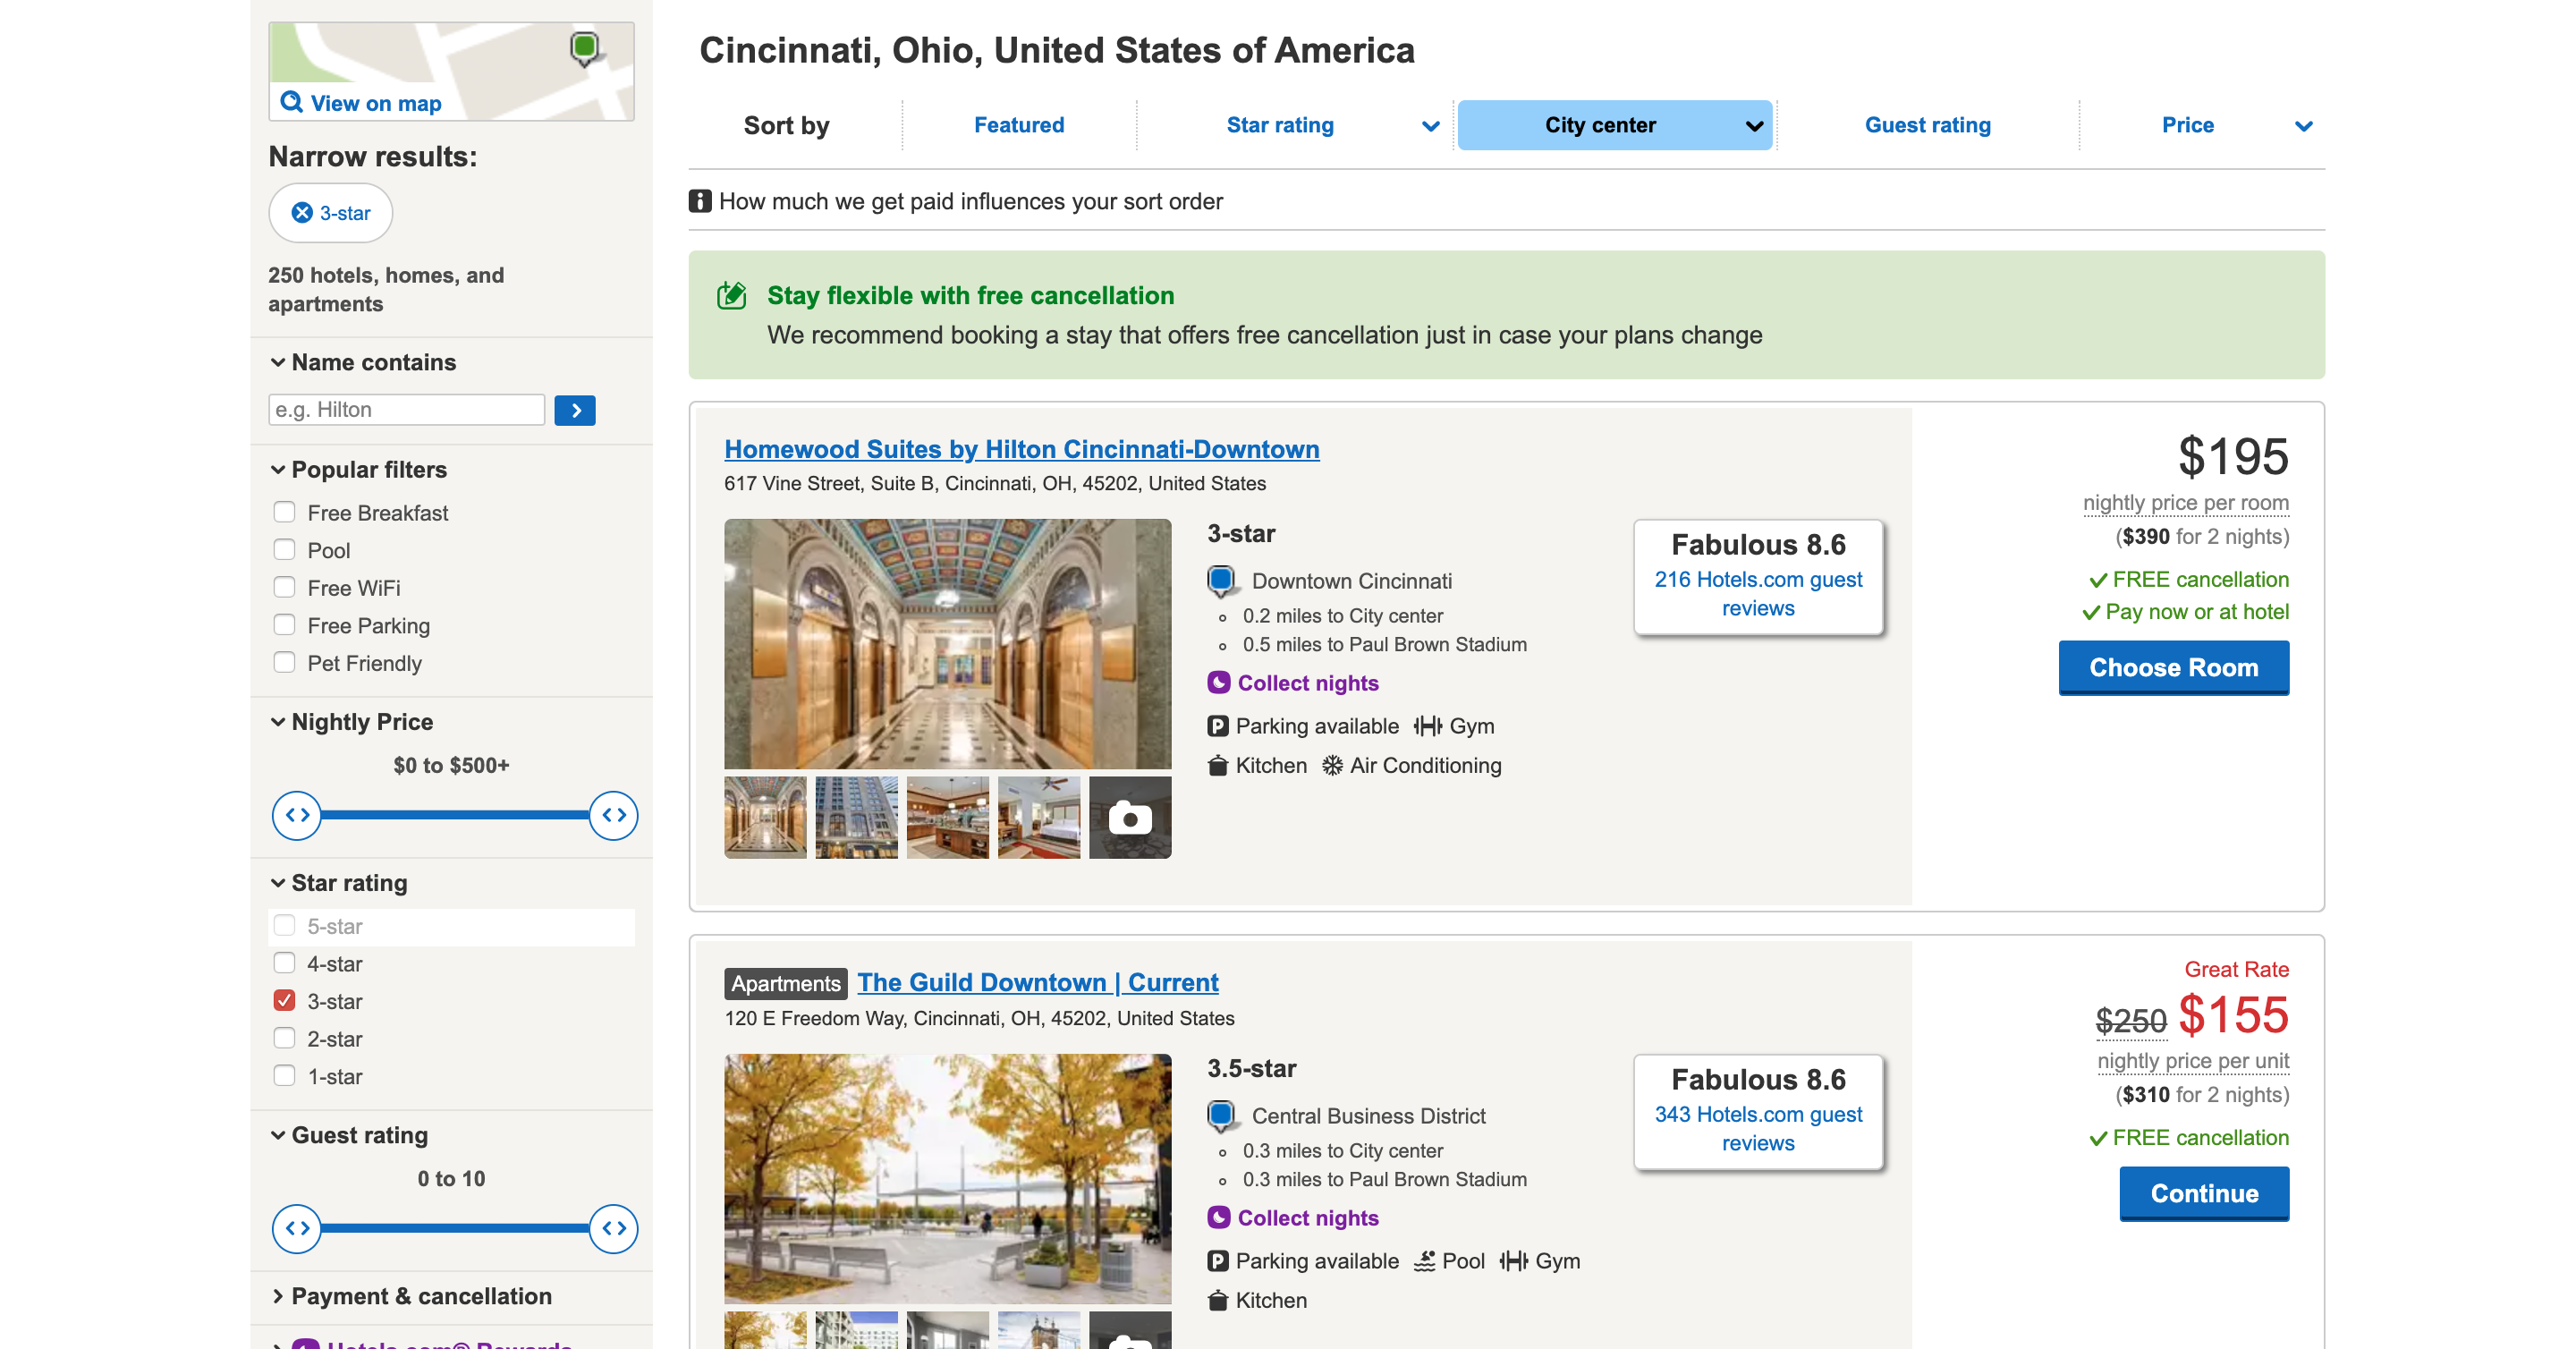 View on map
Narrow results:
3-star
250 hotels, homes, and
apartments
Name contains
e.g. Hilton
Popular filters
Free Breakfast
Pool
Free WiFi
Free Parking
Pet Friendly
Nightly Price
$0 to $500+
Star rating
5-star
4-star
3-star
2-star
1-star
Guest rating
0 to 10
Payment & cancellation
Hotels.com® Rewards
Cincinnati, Ohio, United States of America
Sort by Featured Star rating City center Guest rating Price
How much we get paid influences your sort order
Stay flexible with free cancellation
We recommend booking a stay that offers free cancellation just in case your plans change
Homewood Suites by Hilton Cincinnati-Downtown
617 Vine Street, Suite B, Cincinnati, OH, 45202, United States
3-star
Downtown Cincinnati
0.2 miles to City center
0.5 miles to Paul Brown Stadium
Collect nights
P Parking available Gym
Kitchen Air Conditioning
Fabulous 8.6
216 Hotels.com guest
reviews
$195
nightly price per room
($390 for 2 nights)
FREE cancellation
Pay now or at hotel
Choose Room
Apartments The Guild Downtown | Current
120 E Freedom Way, Cincinnati, OH, 45202, United States
3.5-star
Central Business District
0.3 miles to City center
0.3 miles to Paul Brown Stadium
Collect nights
P Parking available Pool Gym
Kitchen
Fabulous 8.6
343 Hotels.com guest
reviews
Great Rate
$250 $155
nightly price per unit
($310 for 2 nights)
FREE cancellation
Continue